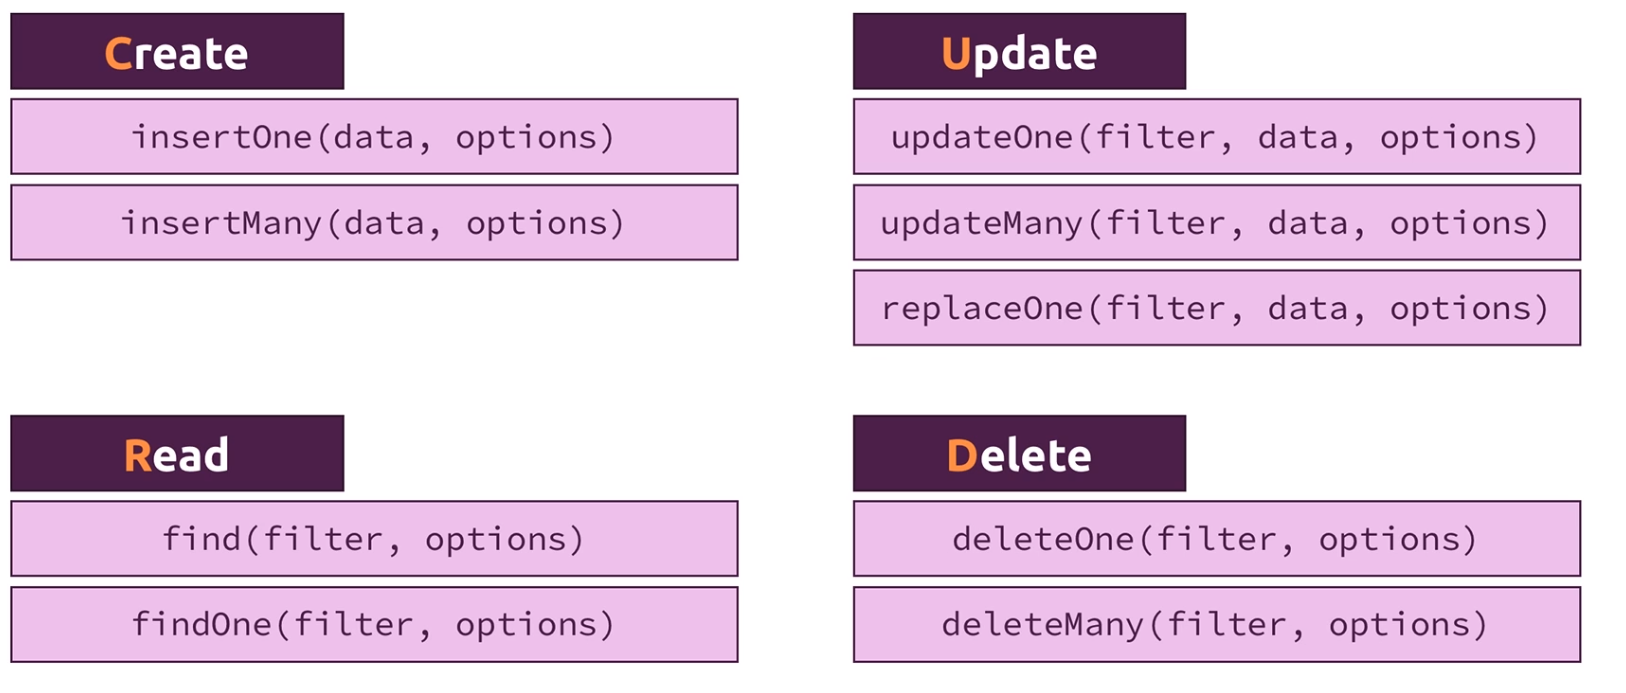 Create
insertOne(data, options)
insertMany(data, options)
Update
updateOne(filter, data, options)
updateMany(filter, data, options)
replaceOne(filter, data, options)
Read
find(filter, options)
findOne(filter, options)
Delete
deleteOne(filter, options)
deleteMany(filter, options)